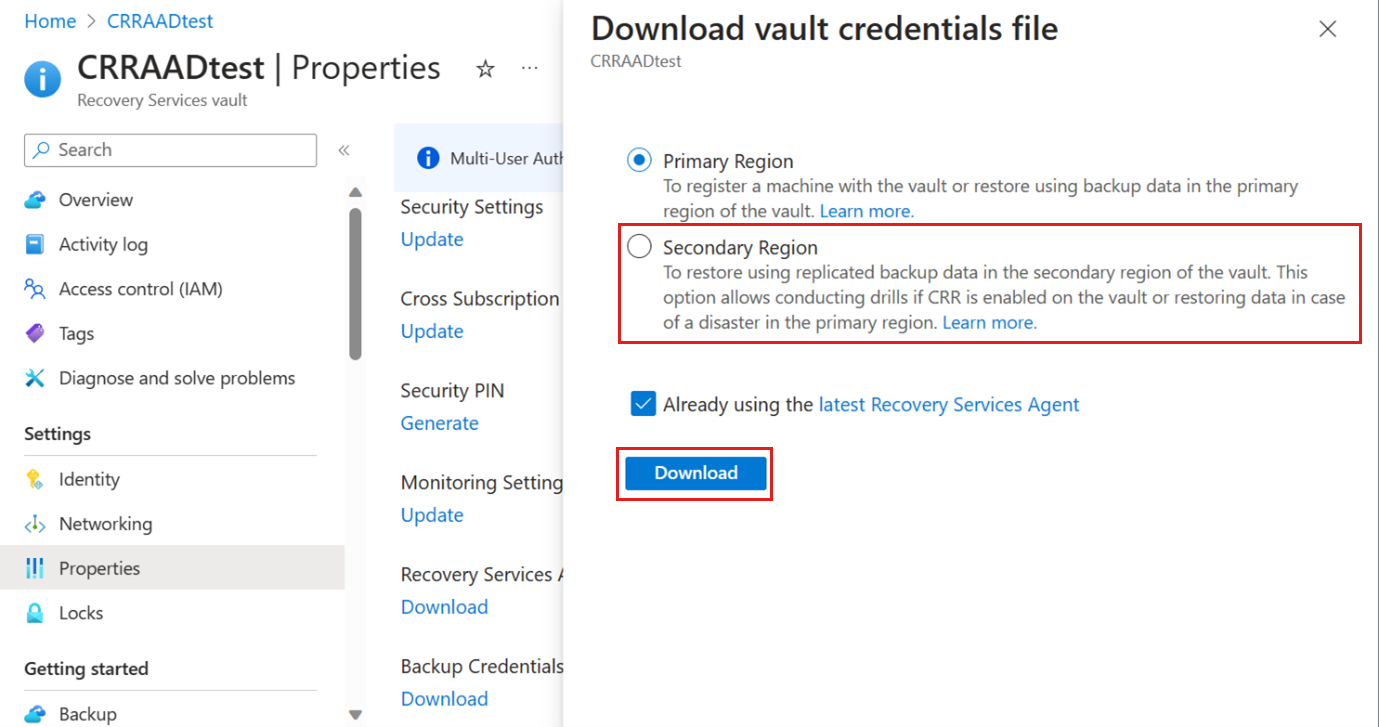 Home > CRRAADtest
CRRAADtest | Properties
Recovery Services vault
Search
Overview
Activity log
Access control (IAM)
Tags
Diagnose and solve problems
Settings
Identity
Networking
Properties
Locks
Getting started
Backup
Multi-User Auth
Security Settings
Update
Cross Subscription
Update
Security PIN
Generate
Monitoring Setting
Update
Recovery Services A
Download
Backup Credentials
Download
Download vault credentials file
CRRAADtest
Primary Region
To register a machine with the vault or restore using backup data in the primary
region of the vault. Learn more.
Secondary Region
To restore using replicated backup data in the secondary region of the vault. This
option allows conducting drills if CRR is enabled on the vault or restoring data in case
of a disaster in the primary region. Learn more.
Already using the latest Recovery Services Agent
Download